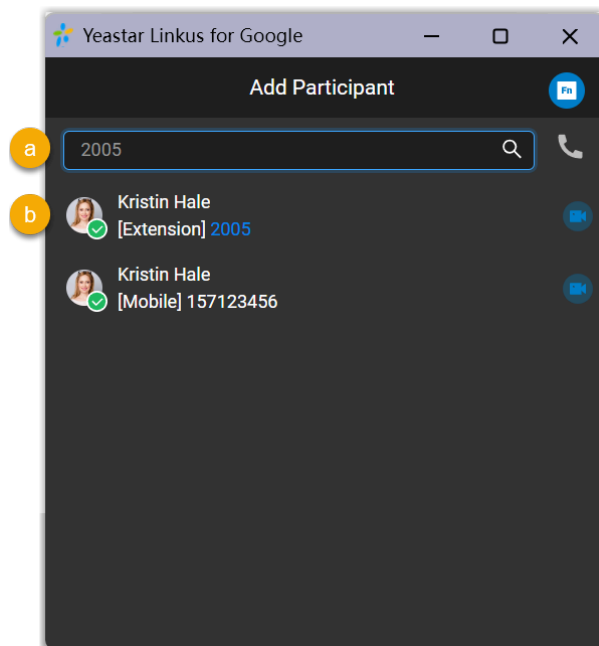 Yeastar Linkus for Google
Add Participant
Fn
a
2005
b
Kristin Hale
[Extension] 2005
Kristin Hale
[Mobile] 157123456